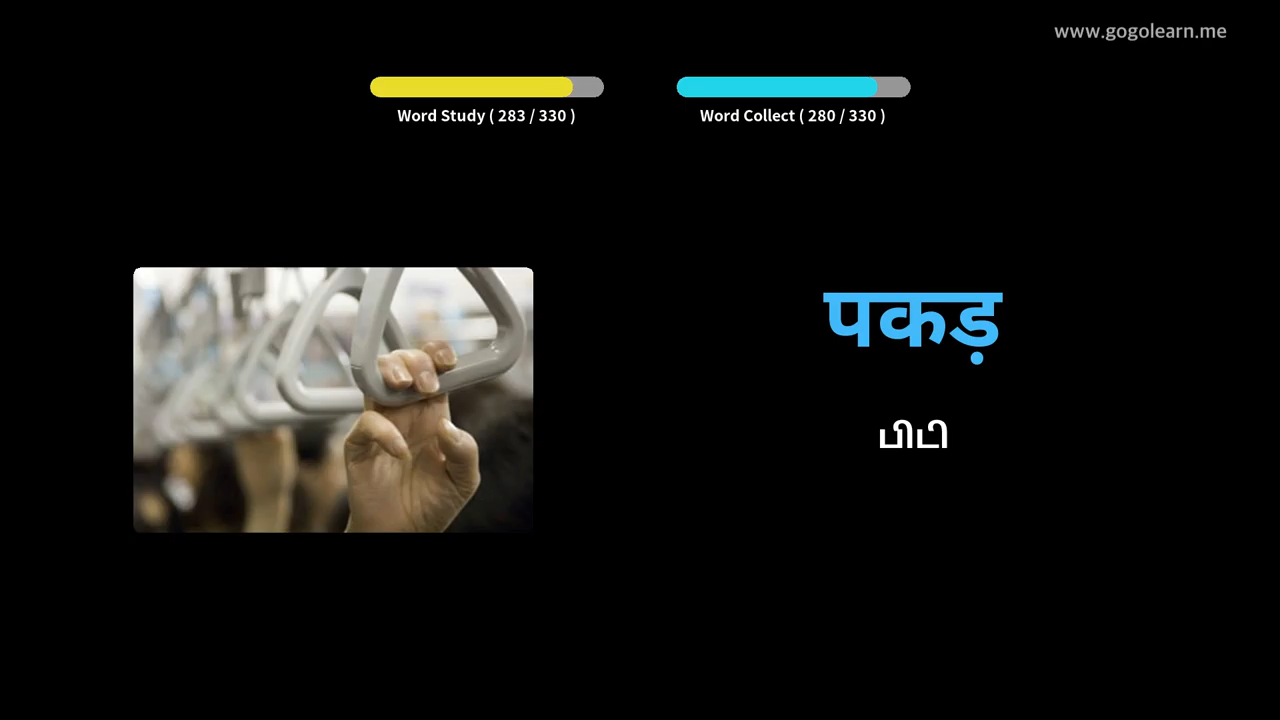 www.gogolearn.me
Word Study ( 283 / 330 )
Word Collect ( 280 / 330 )
पकड़
பிடி